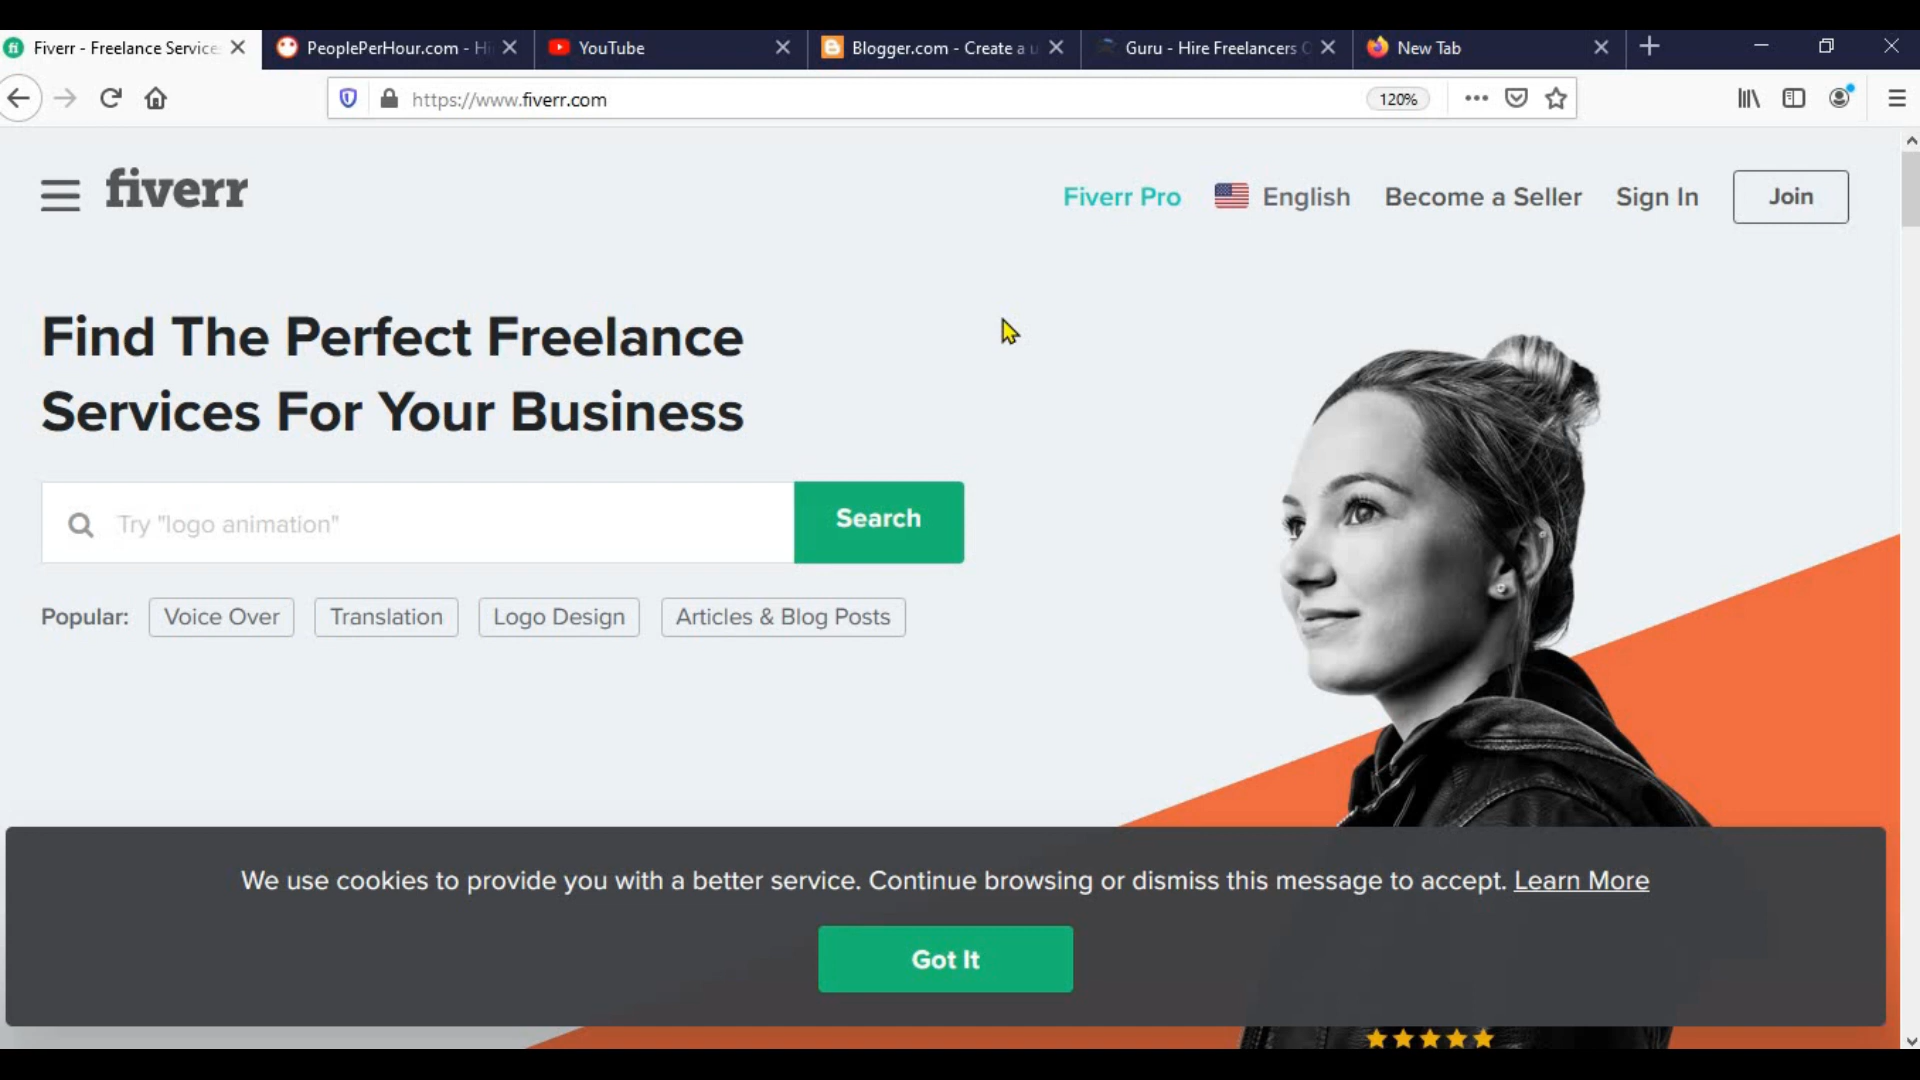 Fiverr - Freelance Service
PeoplePerHour.com - Hi
YouTube
Blogger.com - Create a u
Guru - Hire Freelancers O
New Tab
https://www.fiverr.com
120%
fiverr
Fiverr Pro
English
Become a Seller
Sign In
Join
Find The Perfect Freelance
Services For Your Business
Try "logo animation"
Search
Popular:
Voice Over
Translation
Logo Design
Articles & Blog Posts
We use cookies to provide you with a better service. Continue browsing or dismiss this message to accept. Learn More
Got It